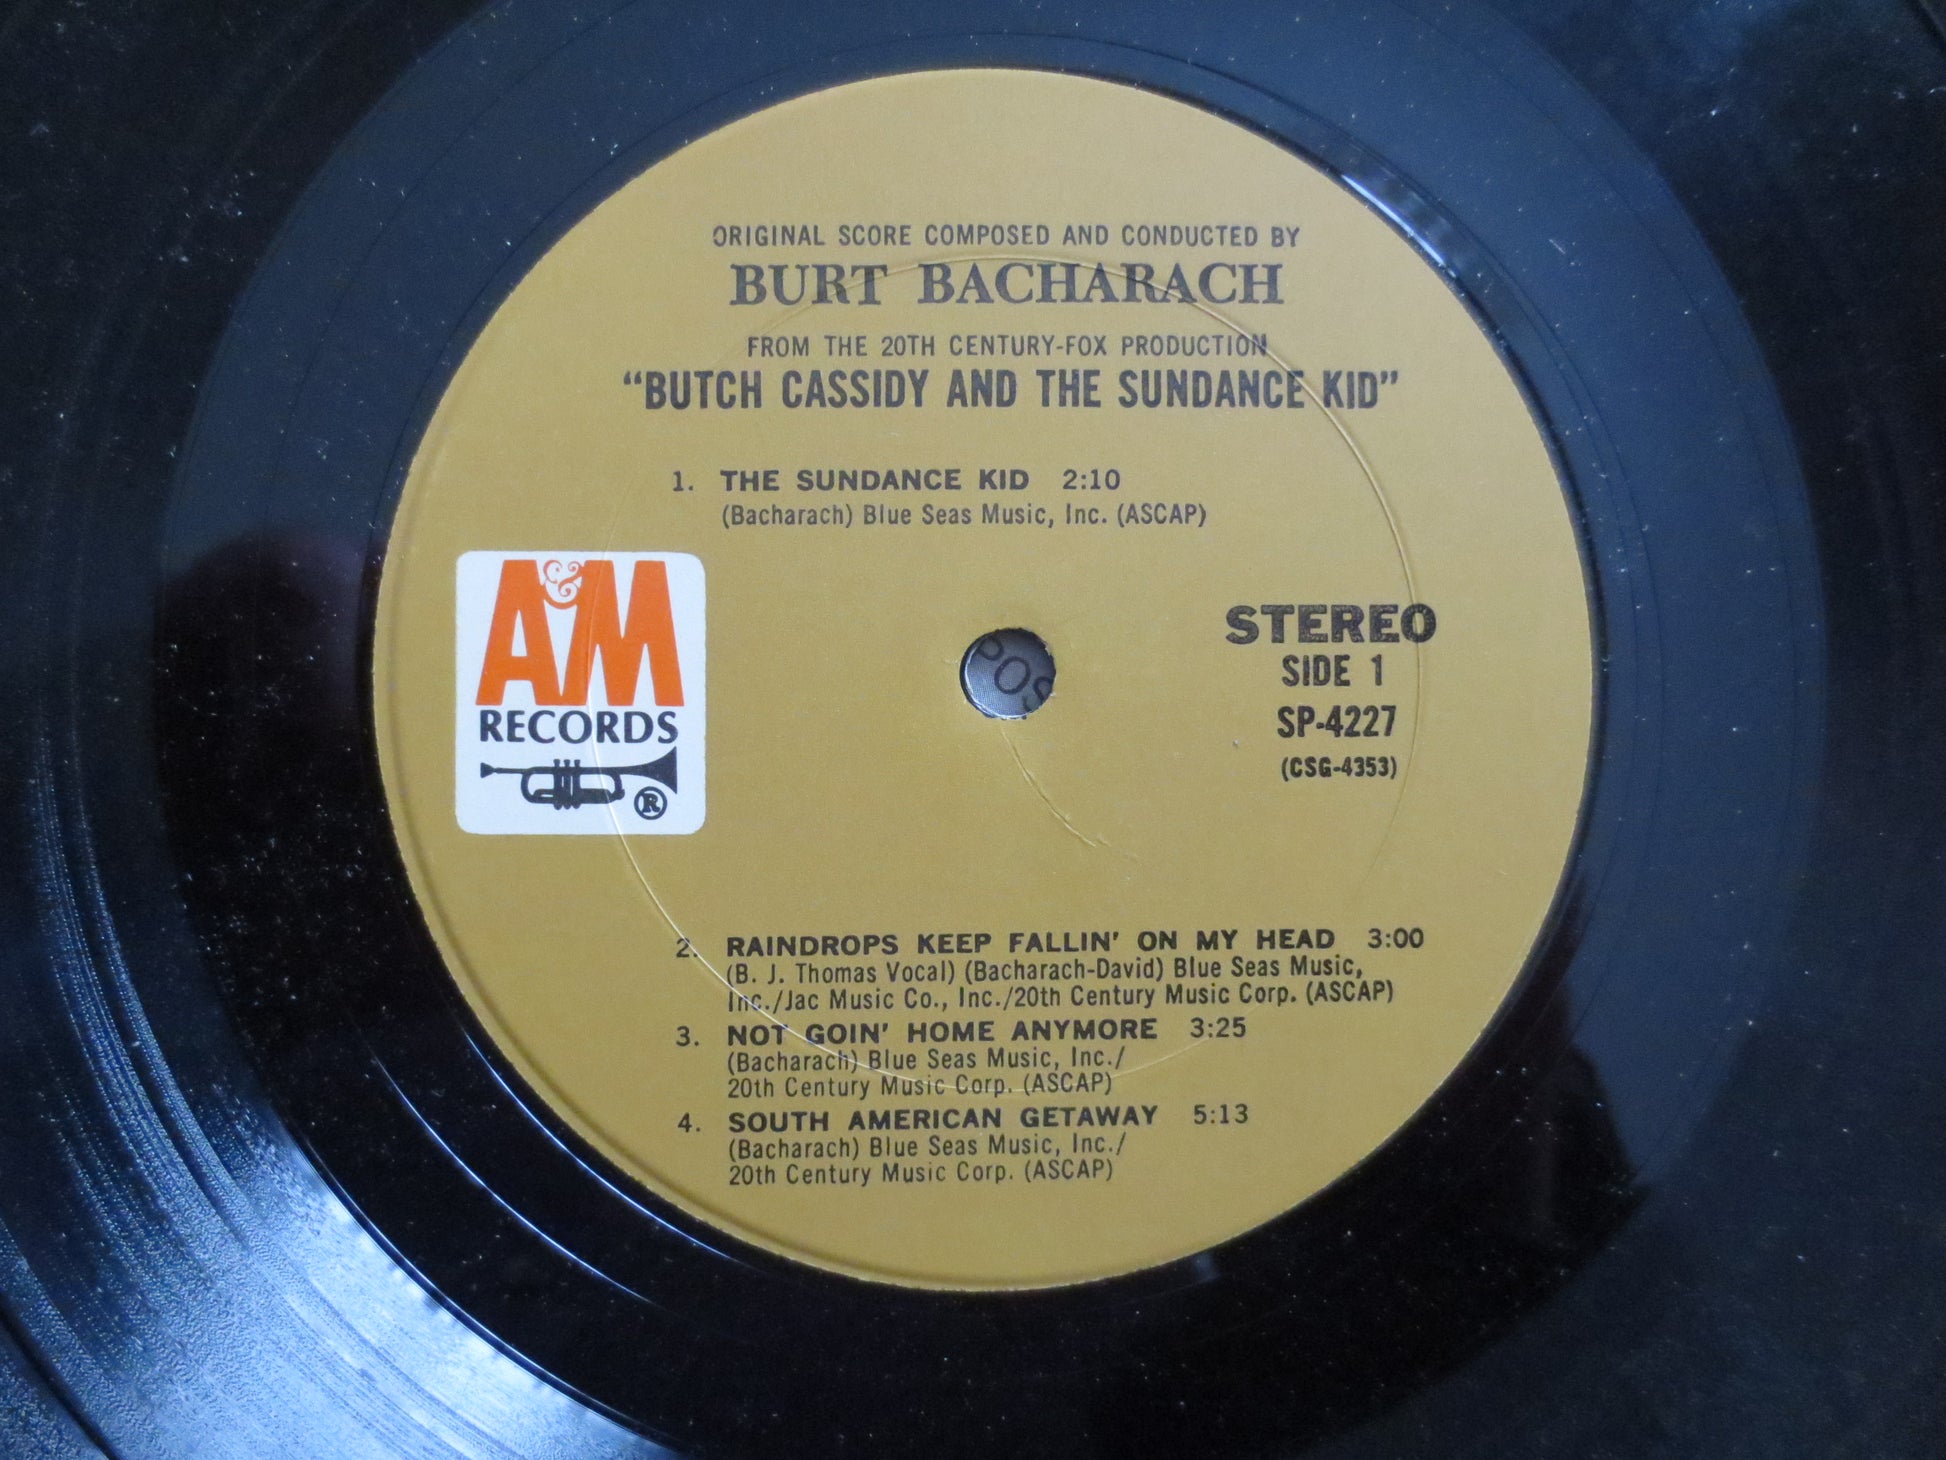 ORIGINAL SCORE COMPOSED AND CONDUCTED BY
BURT BACHARACH
FROM THE 20TH CENTURY-FOX PRODUCTION
“BUTCH CASSIDY AND THE SUNDANCE KID”
1. THE SUNDANCE KID 2:10
(Bacharach) Blue Seas Music, Inc. (ASCAP)
A&M
RECORDS
®
POS
STEREO
SIDE 1
SP-4227
(CSG-4353)
2. RAINDROPS KEEP FALLIN' ON MY HEAD 3:00
(B. J. Thomas Vocal) (Bacharach-David) Blue Seas Music,
Inc./Jac Music Co., Inc./20th Century Music Corp. (ASCAP)
3. NOT GOIN' HOME ANYMORE 3:25
(Bacharach) Blue Seas Music, Inc./
20th Century Music Corp. (ASCAP)
4. SOUTH AMERICAN GETAWAY 5:13
(Bacharach) Blue Seas Music, Inc./
20th Century Music Corp. (ASCAP)